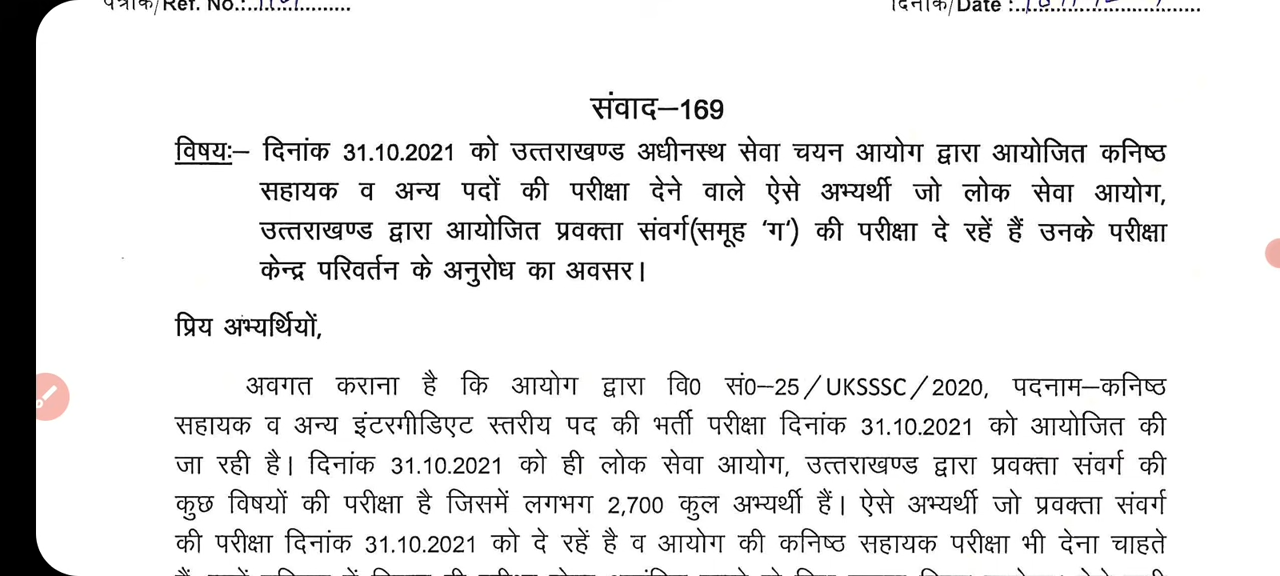 पत्रांक/Ref. No.:
दिनांक/Date :
संवाद–169
विषयः– दिनांक 31.10.2021 को उत्तराखण्ड अधीनस्थ सेवा चयन आयोग द्वारा आयोजित कनिष्ठ
सहायक व अन्य पदों की परीक्षा देने वाले ऐसे अभ्यर्थी जो लोक सेवा आयोग,
उत्तराखण्ड द्वारा आयोजित प्रवक्ता संवर्ग(समूह 'ग') की परीक्षा दे रहें हैं उनके परीक्षा
केन्द्र परिवर्तन के अनुरोध का अवसर।
प्रिय अभ्यर्थियों,
अवगत कराना है कि आयोग द्वारा वि0 सं0–25/UKSSSC/2020, पदनाम–कनिष्ठ
सहायक व अन्य इंटरगीडिएट स्तरीय पद की भर्ती परीक्षा दिनांक 31.10.2021 को आयोजित की
जा रही है। दिनांक 31.10.2021 को ही लोक सेवा आयोग, उत्तराखण्ड द्वारा प्रवक्ता संवर्ग की
कुछ विषयों की परीक्षा है जिसमें लगभग 2,700 कुल अभ्यर्थी हैं। ऐसे अभ्यर्थी जो प्रवक्ता संवर्ग
की परीक्षा दिनांक 31.10.2021 को दे रहें है व आयोग की कनिष्ठ सहायक परीक्षा भी देना चाहते